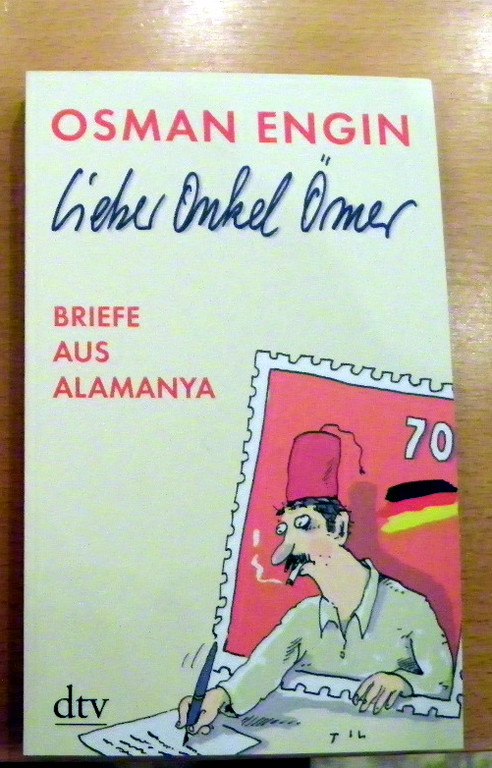 OSMAN ENGIN
Lieber Onkel Ömer
BRIEFE
AUS
ALAMANYA
70
dtv
TIL